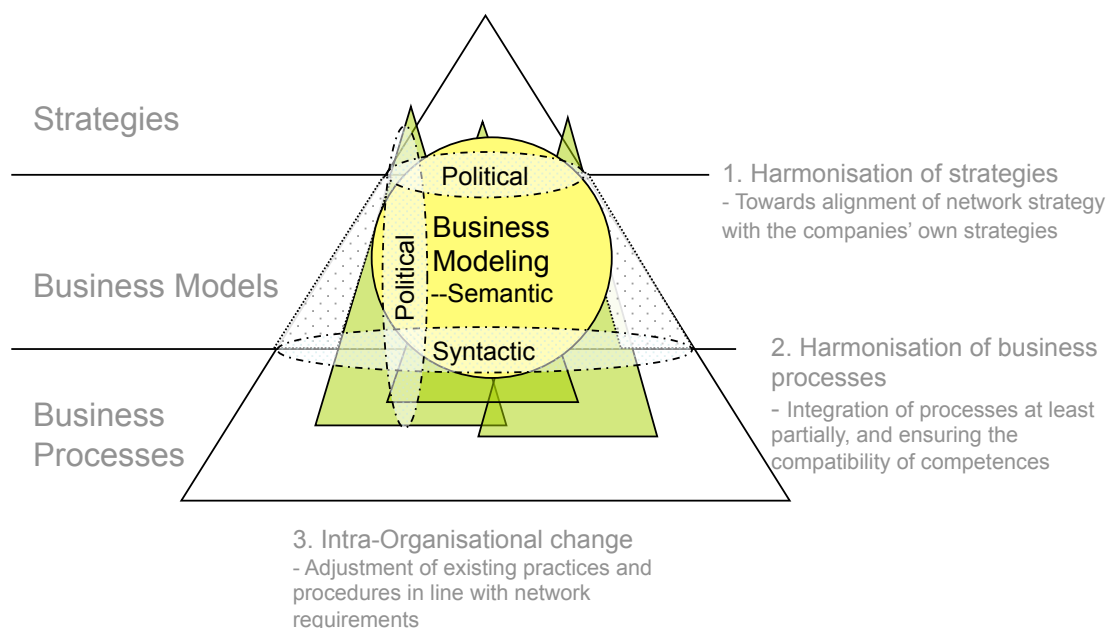 Strategies
Political
1. Harmonisation of strategies
- Towards alignment of network strategy
with the companies’ own strategies
Business Models
Political
Business
Modeling
--Semantic
Syntactic
2. Harmonisation of business
processes
- Integration of processes at least
partially, and ensuring the
compatibility of competences
Business
Processes
3. Intra-Organisational change
- Adjustment of existing practices and
procedures in line with network
requirements